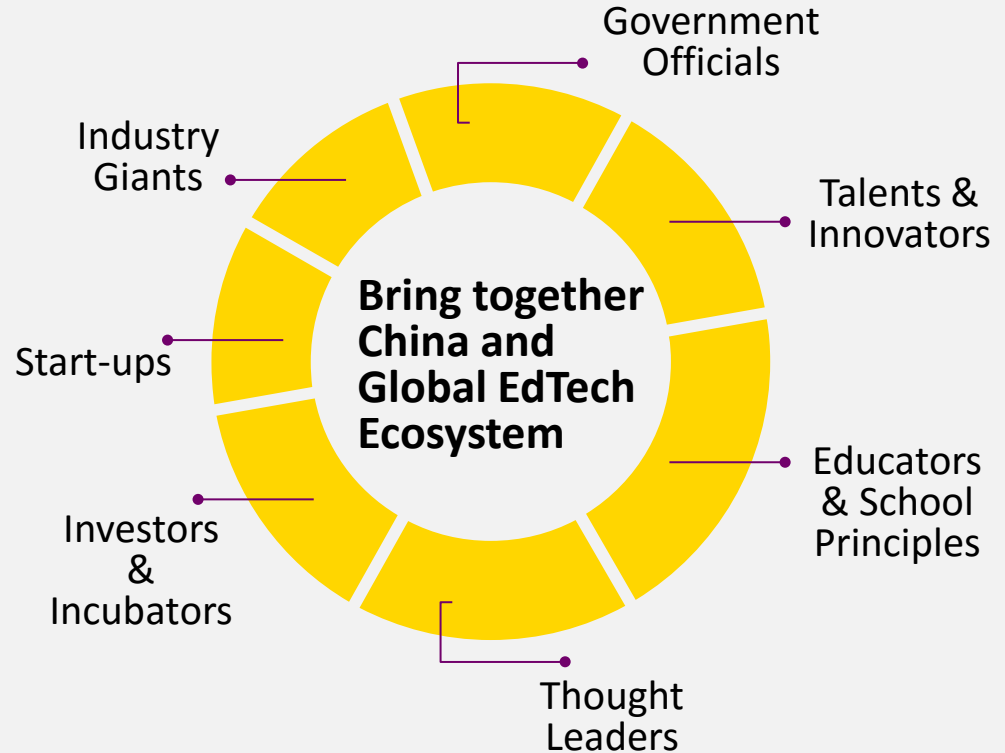 Government
Officials
Industry
Giants
Talents &
Innovators
Bring together
China and
Global EdTech
Ecosystem
Start-ups
Educators
& School
Principles
Investors
&
Incubators
Thought
Leaders